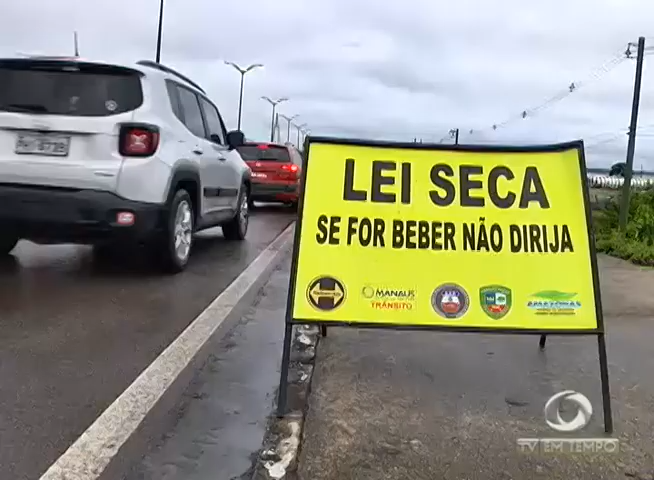 LEI SECA
SE FOR BEBER NÃO DIRIJA
MANAUS
TRÂNSITO
AMAZONAS
TV EM TEMPO